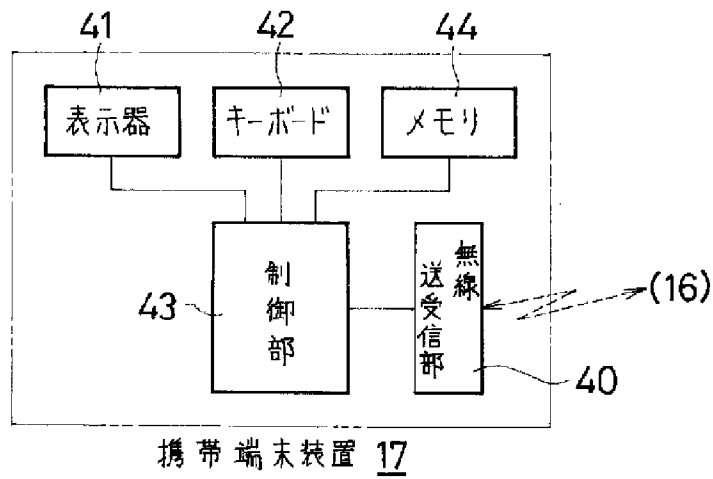 41
42
44
表示器
キーボード
メモリ
43
制御部
無線
送受信部
(16)
40
携帯端末装置 17